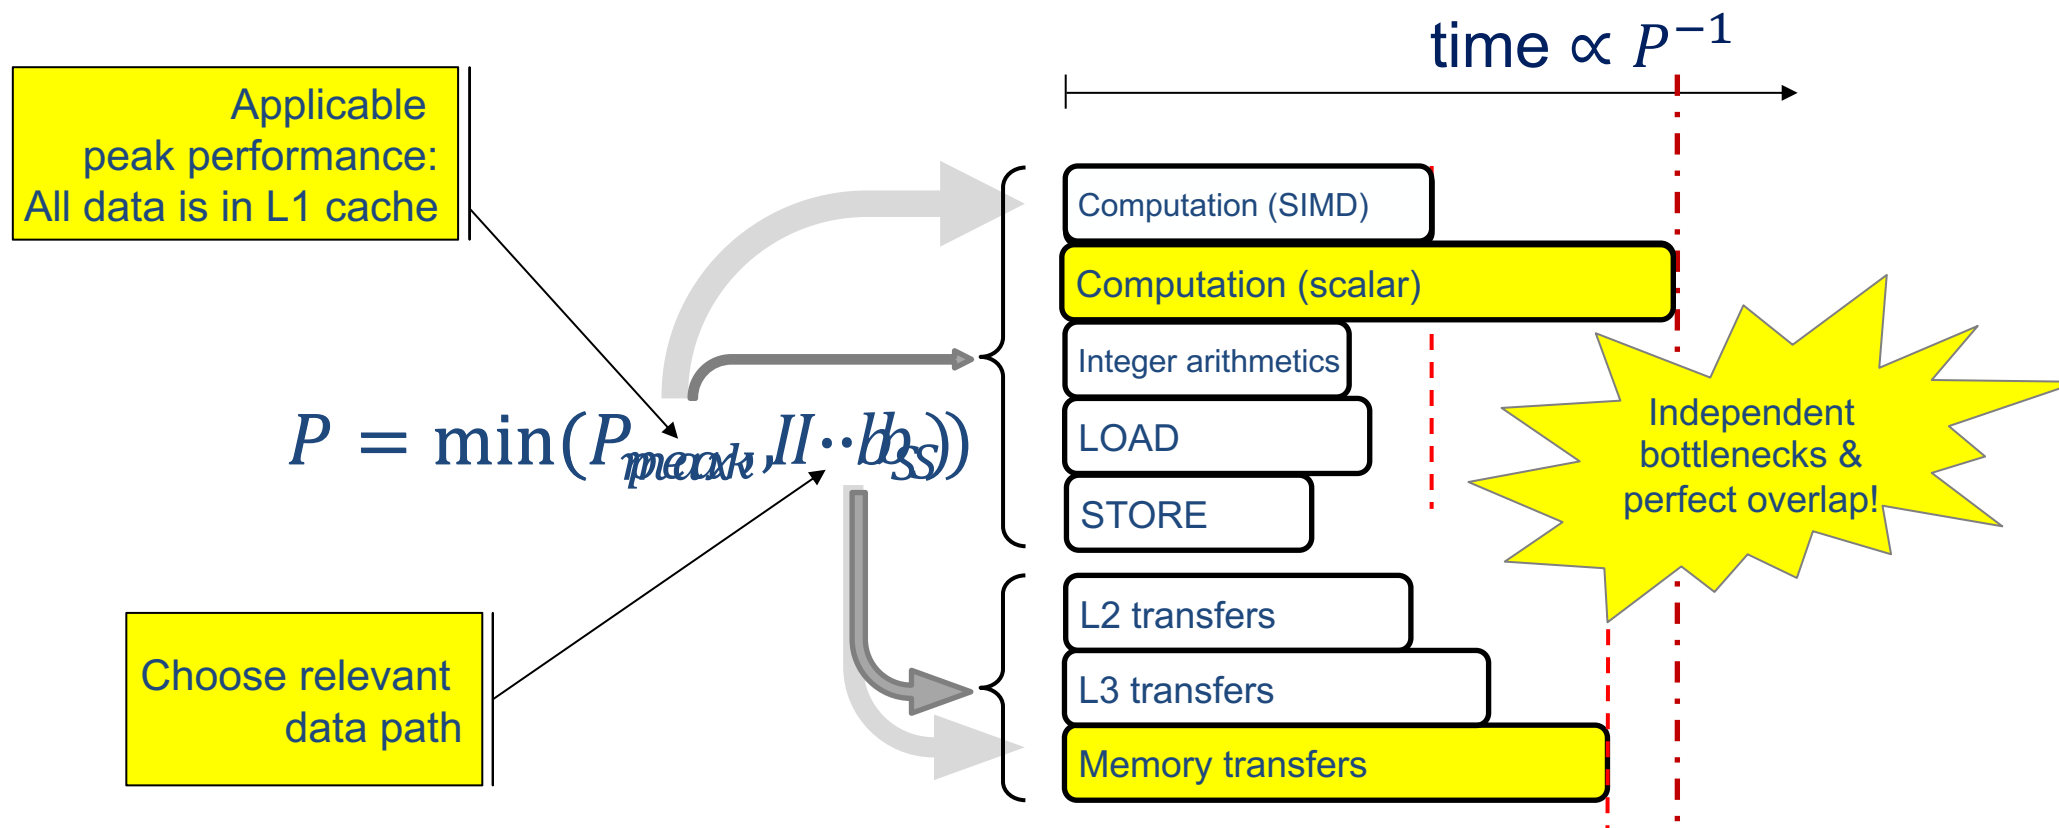 time ∝ P⁻¹
Applicable
peak performance:
All data is in L1 cache
Computation (SIMD)
Computation (scalar)
Integer arithmetics
LOAD
STORE
P = min(P
Independent
bottlenecks &
perfect overlap!
L2 transfers
L3 transfers
Memory transfers
Choose relevant
data path